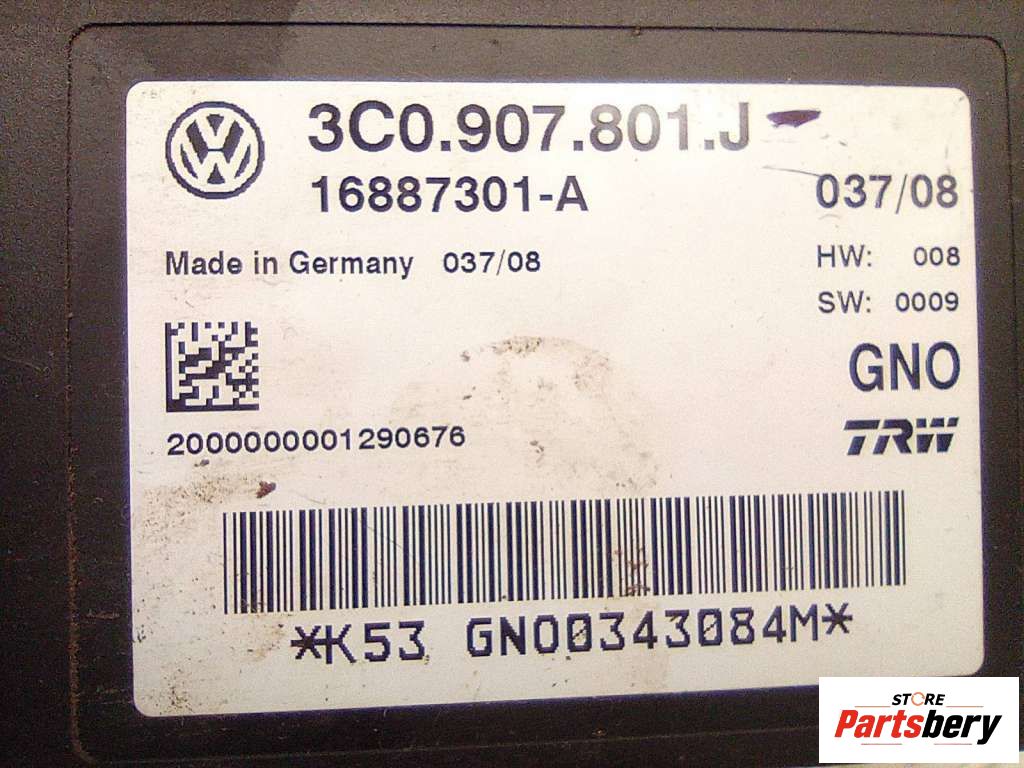 3C0.907.801.J
16887301-A 037/08
Made in Germany 037/08 HW: 008
SW: 0009
GNO
TRW
2000000001290676
*K53 GNO0343084M*
STORE
Partsbery